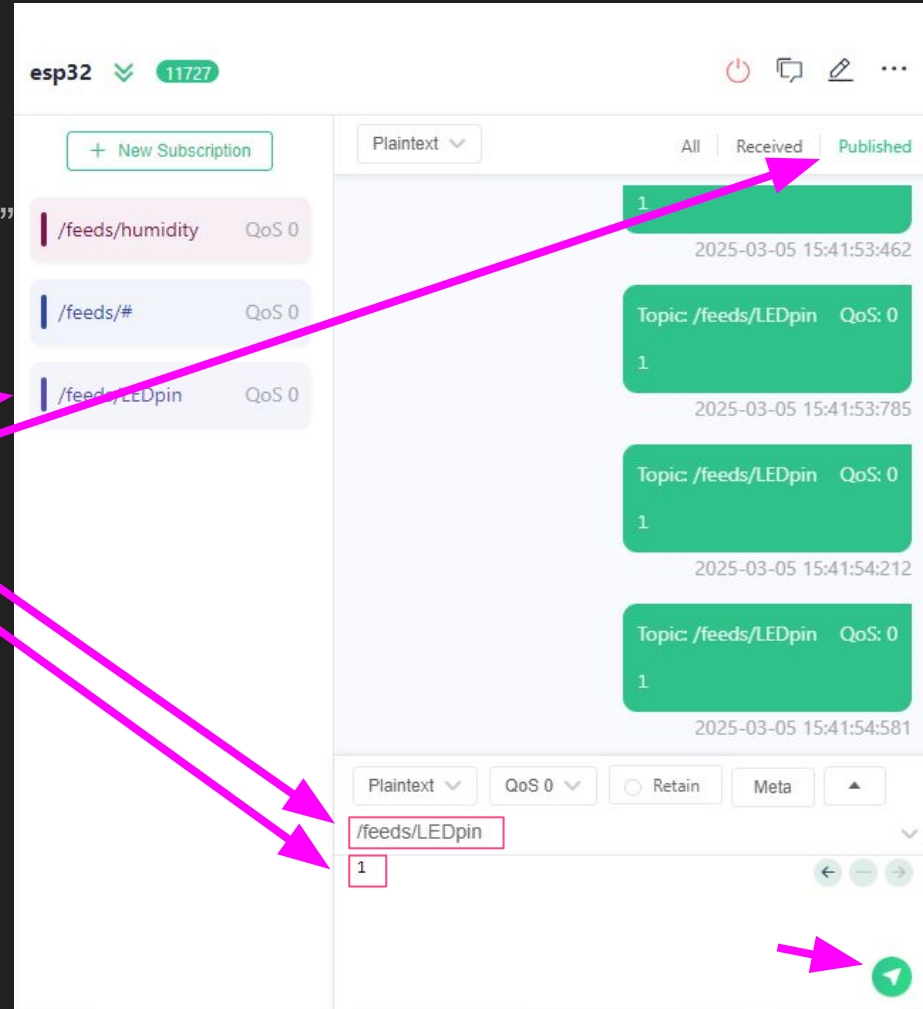 esp32 11727
+ New Subscription
Plaintext
All Received Published
”
/feeds/humidity QoS 0
/feeds/# QoS 0
/feeds/LEDpin QoS 0
1
2025-03-05 15:41:53:462
Topic: /feeds/LEDpin QoS: 0
1
2025-03-05 15:41:53:785
Topic: /feeds/LEDpin QoS: 0
1
2025-03-05 15:41:54:212
Topic: /feeds/LEDpin QoS: 0
1
2025-03-05 15:41:54:581
Plaintext QoS 0 Retain Meta
/feeds/LEDpin
1